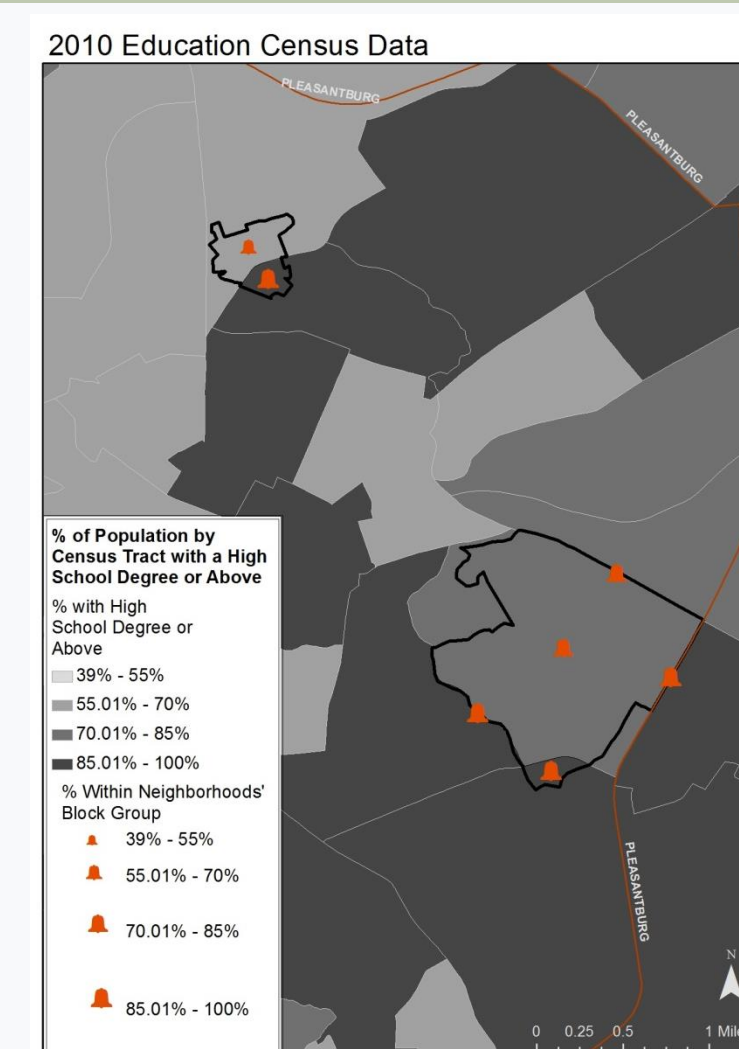 2010 Education Census Data
PLEASANTBURG
PLEASANTBURG
% of Population by
Census Tract with a High
School Degree or Above
% with High
School Degree or
Above
39% - 55%
55.01% - 70%
70.01% - 85%
85.01% - 100%
% Within Neighborhoods'
Block Group
39% - 55%
55.01% - 70%
70.01% - 85%
85.01% - 100%
PLEASANTBURG
N
0 0.25 0.5 1 Mile